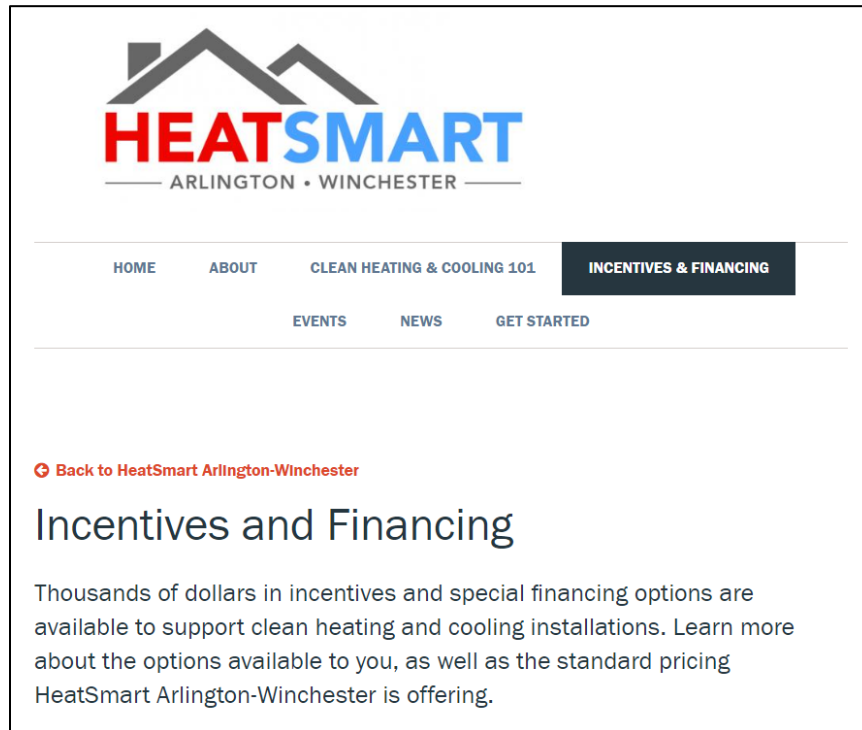 HEATSMART
ARLINGTON • WINCHESTER
HOME ABOUT CLEAN HEATING & COOLING 101 INCENTIVES & FINANCING
EVENTS NEWS GET STARTED
Back to HeatSmart Arlington-Winchester
Incentives and Financing
Thousands of dollars in incentives and special financing options are
available to support clean heating and cooling installations. Learn more
about the options available to you, as well as the standard pricing
HeatSmart Arlington-Winchester is offering.